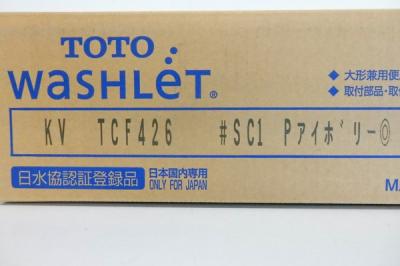 TOTO
WaSHLeT®
◆ 大形兼用便
◆ 取付部品・取付
KV TCF426 #SC1 Pアイボリー◎
日水協認証登録品
日本国内専用
ONLY FOR JAPAN
MA